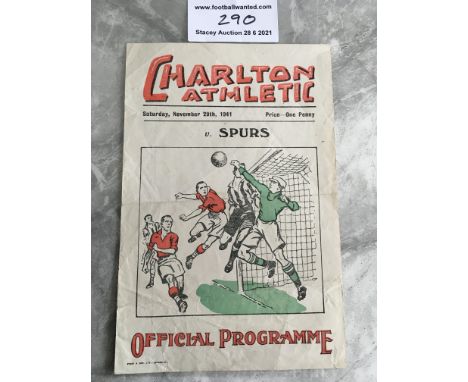 www.footballwanted.com
290
Stacey Auction 28 6 2021
CHARLTON
ATHLETIC
Saturday, November 29th, 1941 Price—One Penny
v. SPURS
OFFICIAL PROGRAMME